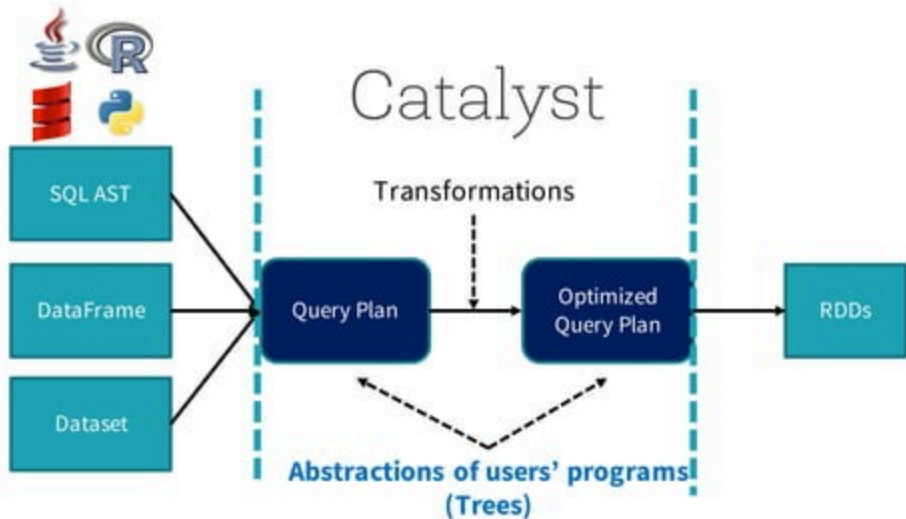 R
Catalyst
SQL AST
Transformations
DataFrame
Query Plan
Optimized
Query Plan
RDDs
Dataset
Abstractions of users' programs
(Trees)